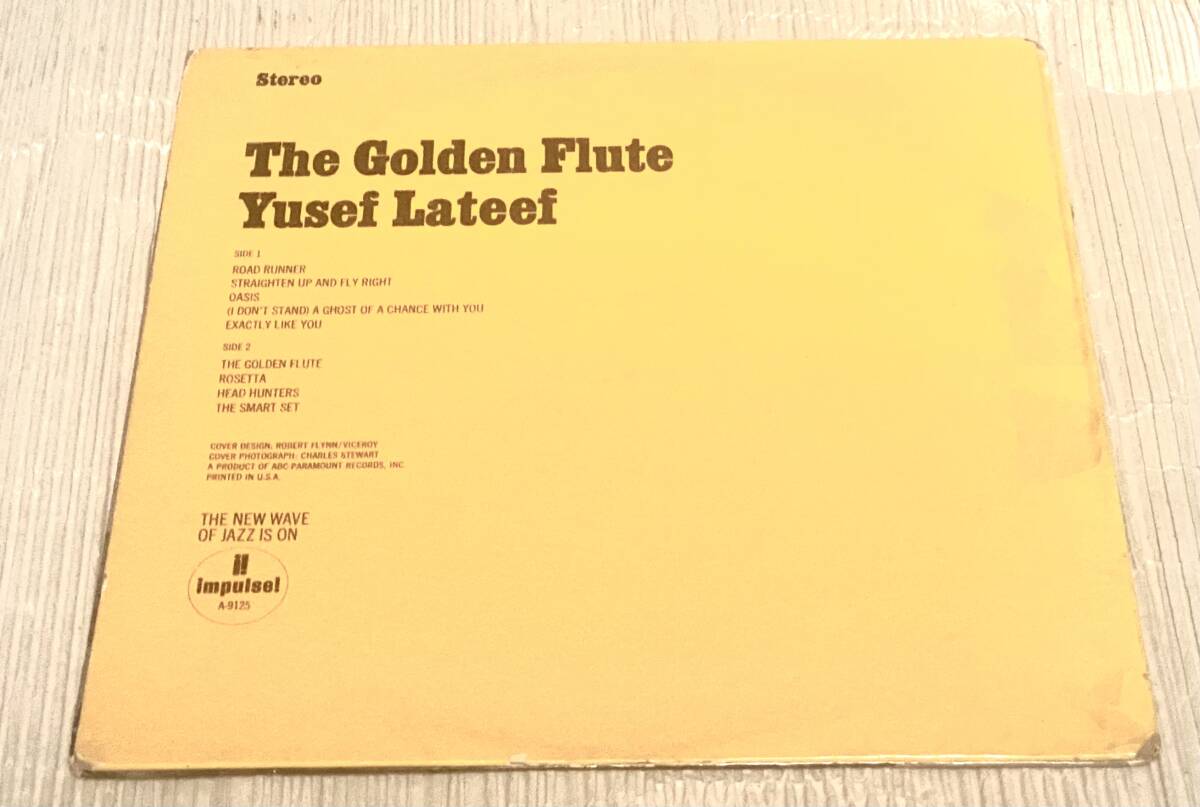 Stereo
The Golden Flute
Yusef Lateef
SIDE 1
ROAD RUNNER
STRAIGHTEN UP AND FLY RIGHT
OASIS
(I DON'T STAND) A GHOST OF A CHANCE WITH YOU
EXACTLY LIKE YOU
SIDE 2
THE GOLDEN FLUTE
ROSETTA
HEAD HUNTERS
THE SMART SET
COVER DESIGN: ROBERT FLYNN/VICEROY
COVER PHOTOGRAPH: CHARLES STEWART
A PRODUCT OF ABC-PARAMOUNT RECORDS, INC.
PRINTED IN U.S.A.
THE NEW WAVE
OF JAZZ IS ON
i!
impulse!
A-9125